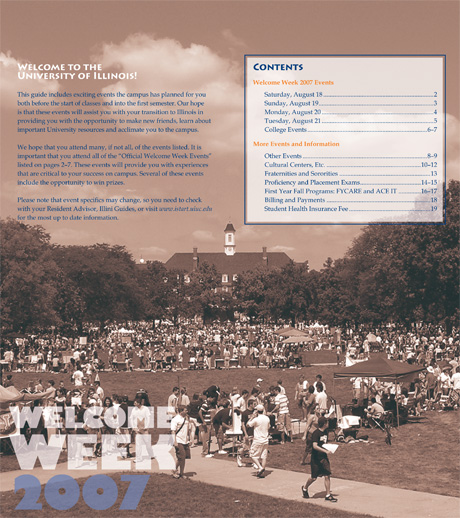 WELCOME TO THE
UNIVERSITY OF ILLINOIS!
This guide includes exciting events the campus has planned for you
both before the start of classes and into the first semester. Our hope
is that these events will assist you with your transition to Illinois in
providing you with the opportunity to make new friends, learn about
important University resources and acclimate you to the campus.
We hope that you attend many, if not all, of the events listed. It is
important that you attend all of the "Official Welcome Week Events"
listed on pages 2–7. These events will provide you with experiences
that are critical to your success on campus. Several of these events
include the opportunity to win prizes.
Please note that event specifics may change, so you need to check
with your Resident Advisor, Illini Guides, or visit www.nturt.uiuc.edu
for the most up to date information.
CONTENTS
Welcome Week 2007 Events
Saturday, August 18 2
Sunday, August 19 3
Monday, August 20 4
Tuesday, August 21 5
College Events 6–7
More Events and Information
Other Events 8–9
Cultural Centers, Etc. 10–12
Fraternities and Sororities 13
Proficiency and Placement Exams 14–15
First Year Fall Programs: FYCARE and ACE IT 16–17
Billing and Payments 18
Student Health Insurance Fee 19
WELCOME
WEEK
2007